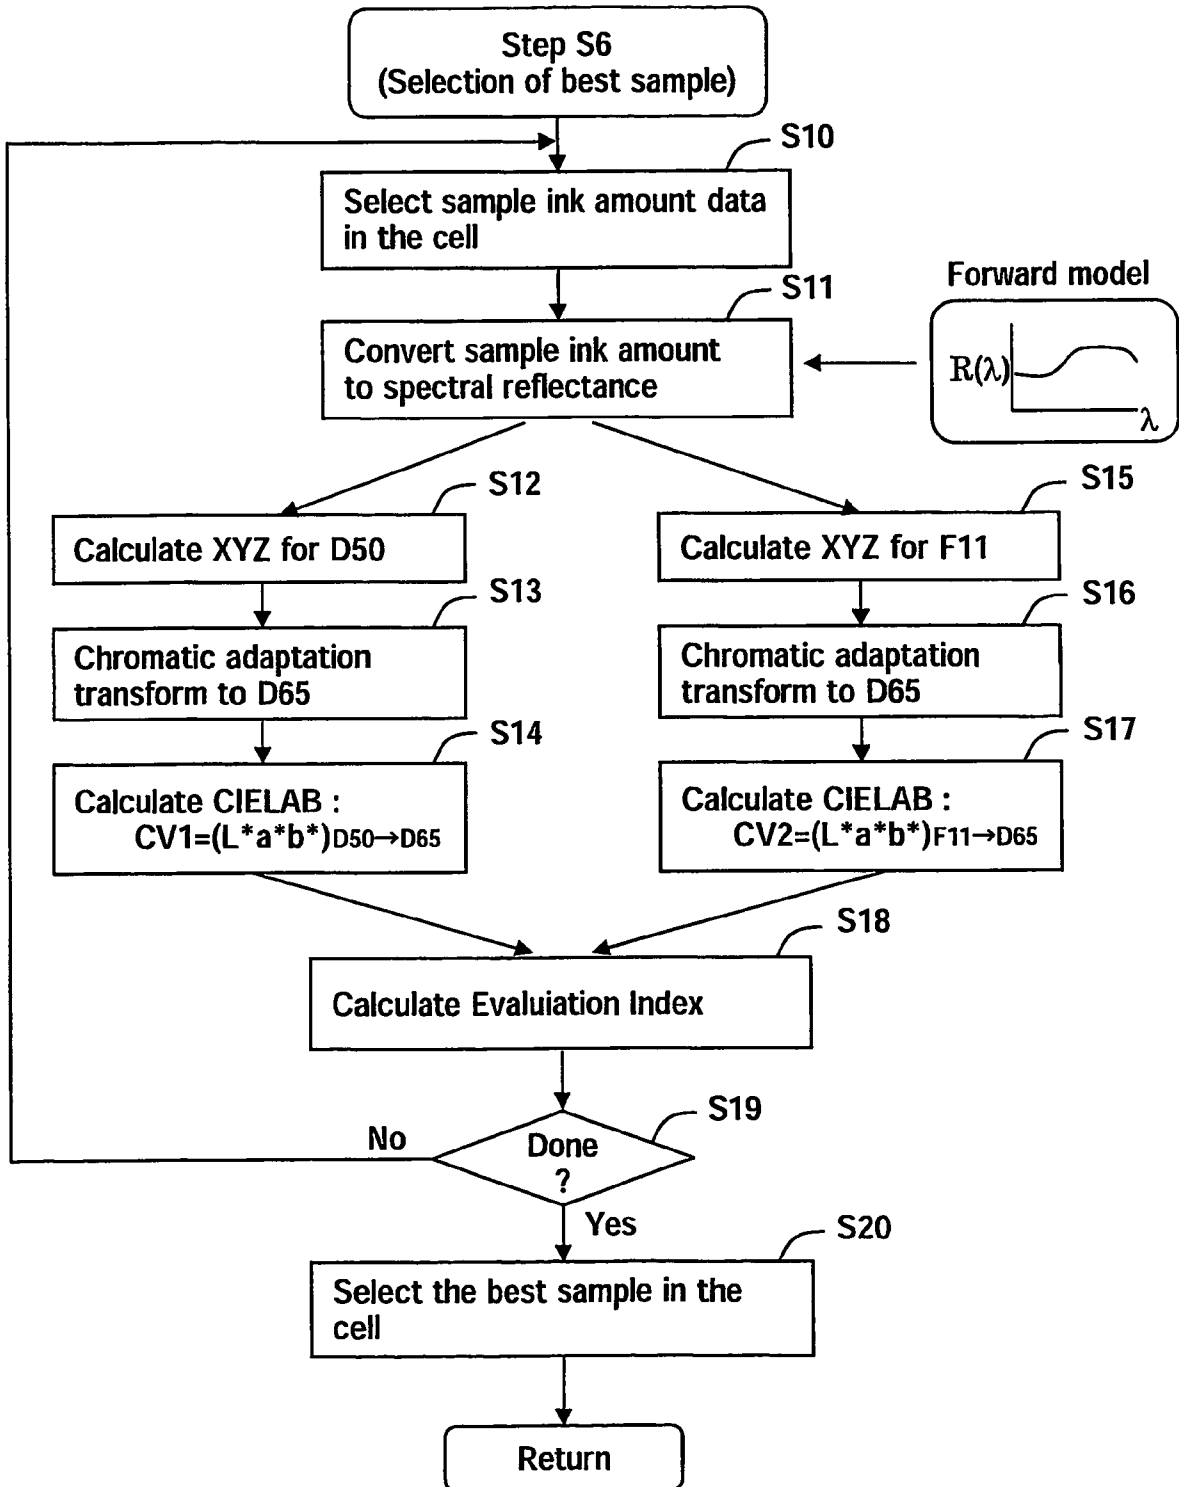 Step S6
(Selection of best sample)
S10
Select sample ink amount data
in the cell
S11
Forward model
Convert sample ink amount
to spectral reflectance
R(λ)
λ
S12
Calculate XYZ for D50
S13
Chromatic adaptation
transform to D65
S14
Calculate CIELAB :
CV1=(L*a*b*)D50→D65
S15
Calculate XYZ for F11
S16
Chromatic adaptation
transform to D65
S17
Calculate CIELAB :
CV2=(L*a*b*)F11→D65
S18
Calculate Evaluiation Index
S19
No
Done
?
Yes
S20
Select the best sample in the
cell
Return